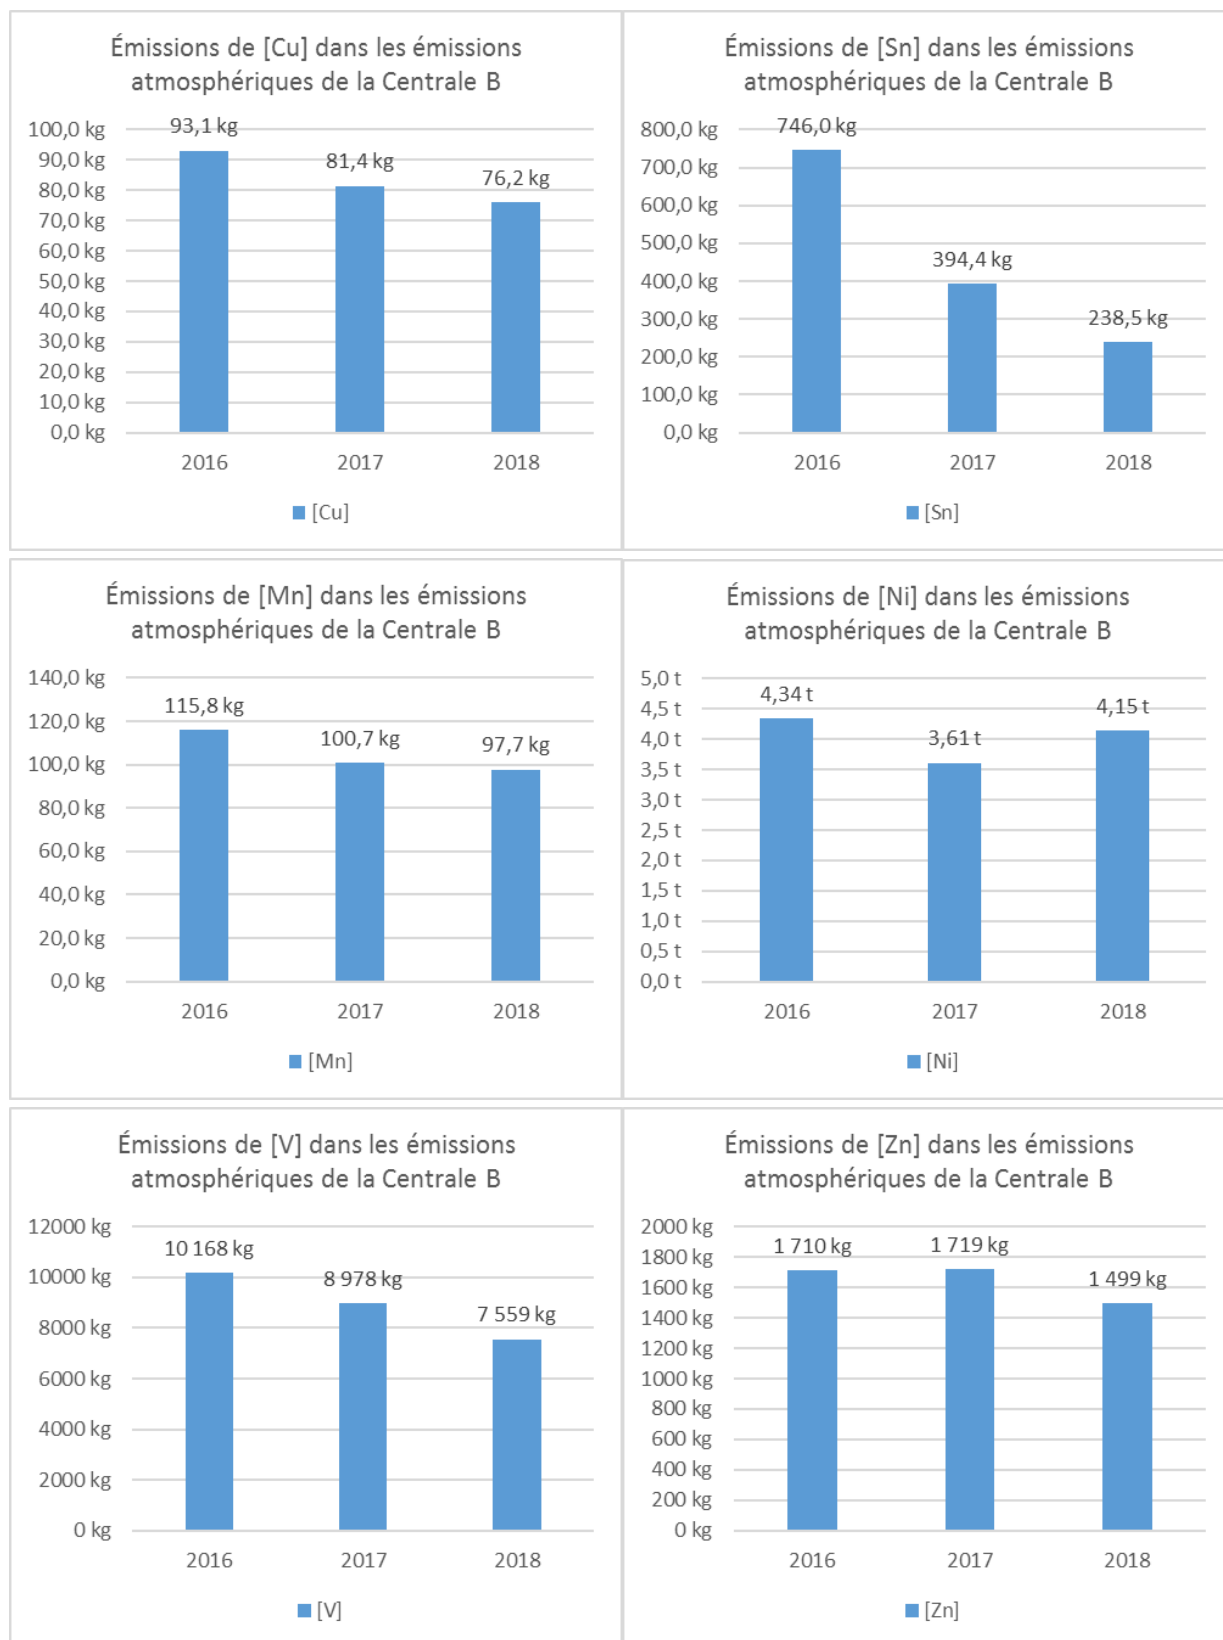 Émissions de [Cu] dans les émissions
atmosphériques de la Centrale B
100,0 kg
90,0 kg
80,0 kg
70,0 kg
60,0 kg
50,0 kg
40,0 kg
30,0 kg
20,0 kg
10,0 kg
0,0 kg
93,1 kg
81,4 kg
76,2 kg
2016
2017
2018
[Cu]
Émissions de [Sn] dans les émissions
atmosphériques de la Centrale B
800,0 kg
700,0 kg
600,0 kg
500,0 kg
400,0 kg
300,0 kg
200,0 kg
100,0 kg
0,0 kg
746,0 kg
394,4 kg
238,5 kg
2016
2017
2018
[Sn]
Émissions de [Mn] dans les émissions
atmosphériques de la Centrale B
140,0 kg
120,0 kg
100,0 kg
80,0 kg
60,0 kg
40,0 kg
20,0 kg
0,0 kg
115,8 kg
100,7 kg
97,7 kg
2016
2017
2018
[Mn]
Émissions de [Ni] dans les émissions
atmosphériques de la Centrale B
5,0 t
4,5 t
4,0 t
3,5 t
3,0 t
2,5 t
2,0 t
1,5 t
1,0 t
0,5 t
0,0 t
4,34 t
3,61 t
4,15 t
2016
2017
2018
[Ni]
Émissions de [V] dans les émissions
atmosphériques de la Centrale B
12000 kg
10000 kg
8000 kg
6000 kg
4000 kg
2000 kg
0 kg
10 168 kg
8 978 kg
7 559 kg
2016
2017
2018
[V]
Émissions de [Zn] dans les émissions
atmosphériques de la Centrale B
2000 kg
1800 kg
1600 kg
1400 kg
1200 kg
1000 kg
800 kg
600 kg
400 kg
200 kg
0 kg
1 710 kg
1 719 kg
1 499 kg
2016
2017
2018
[Zn]